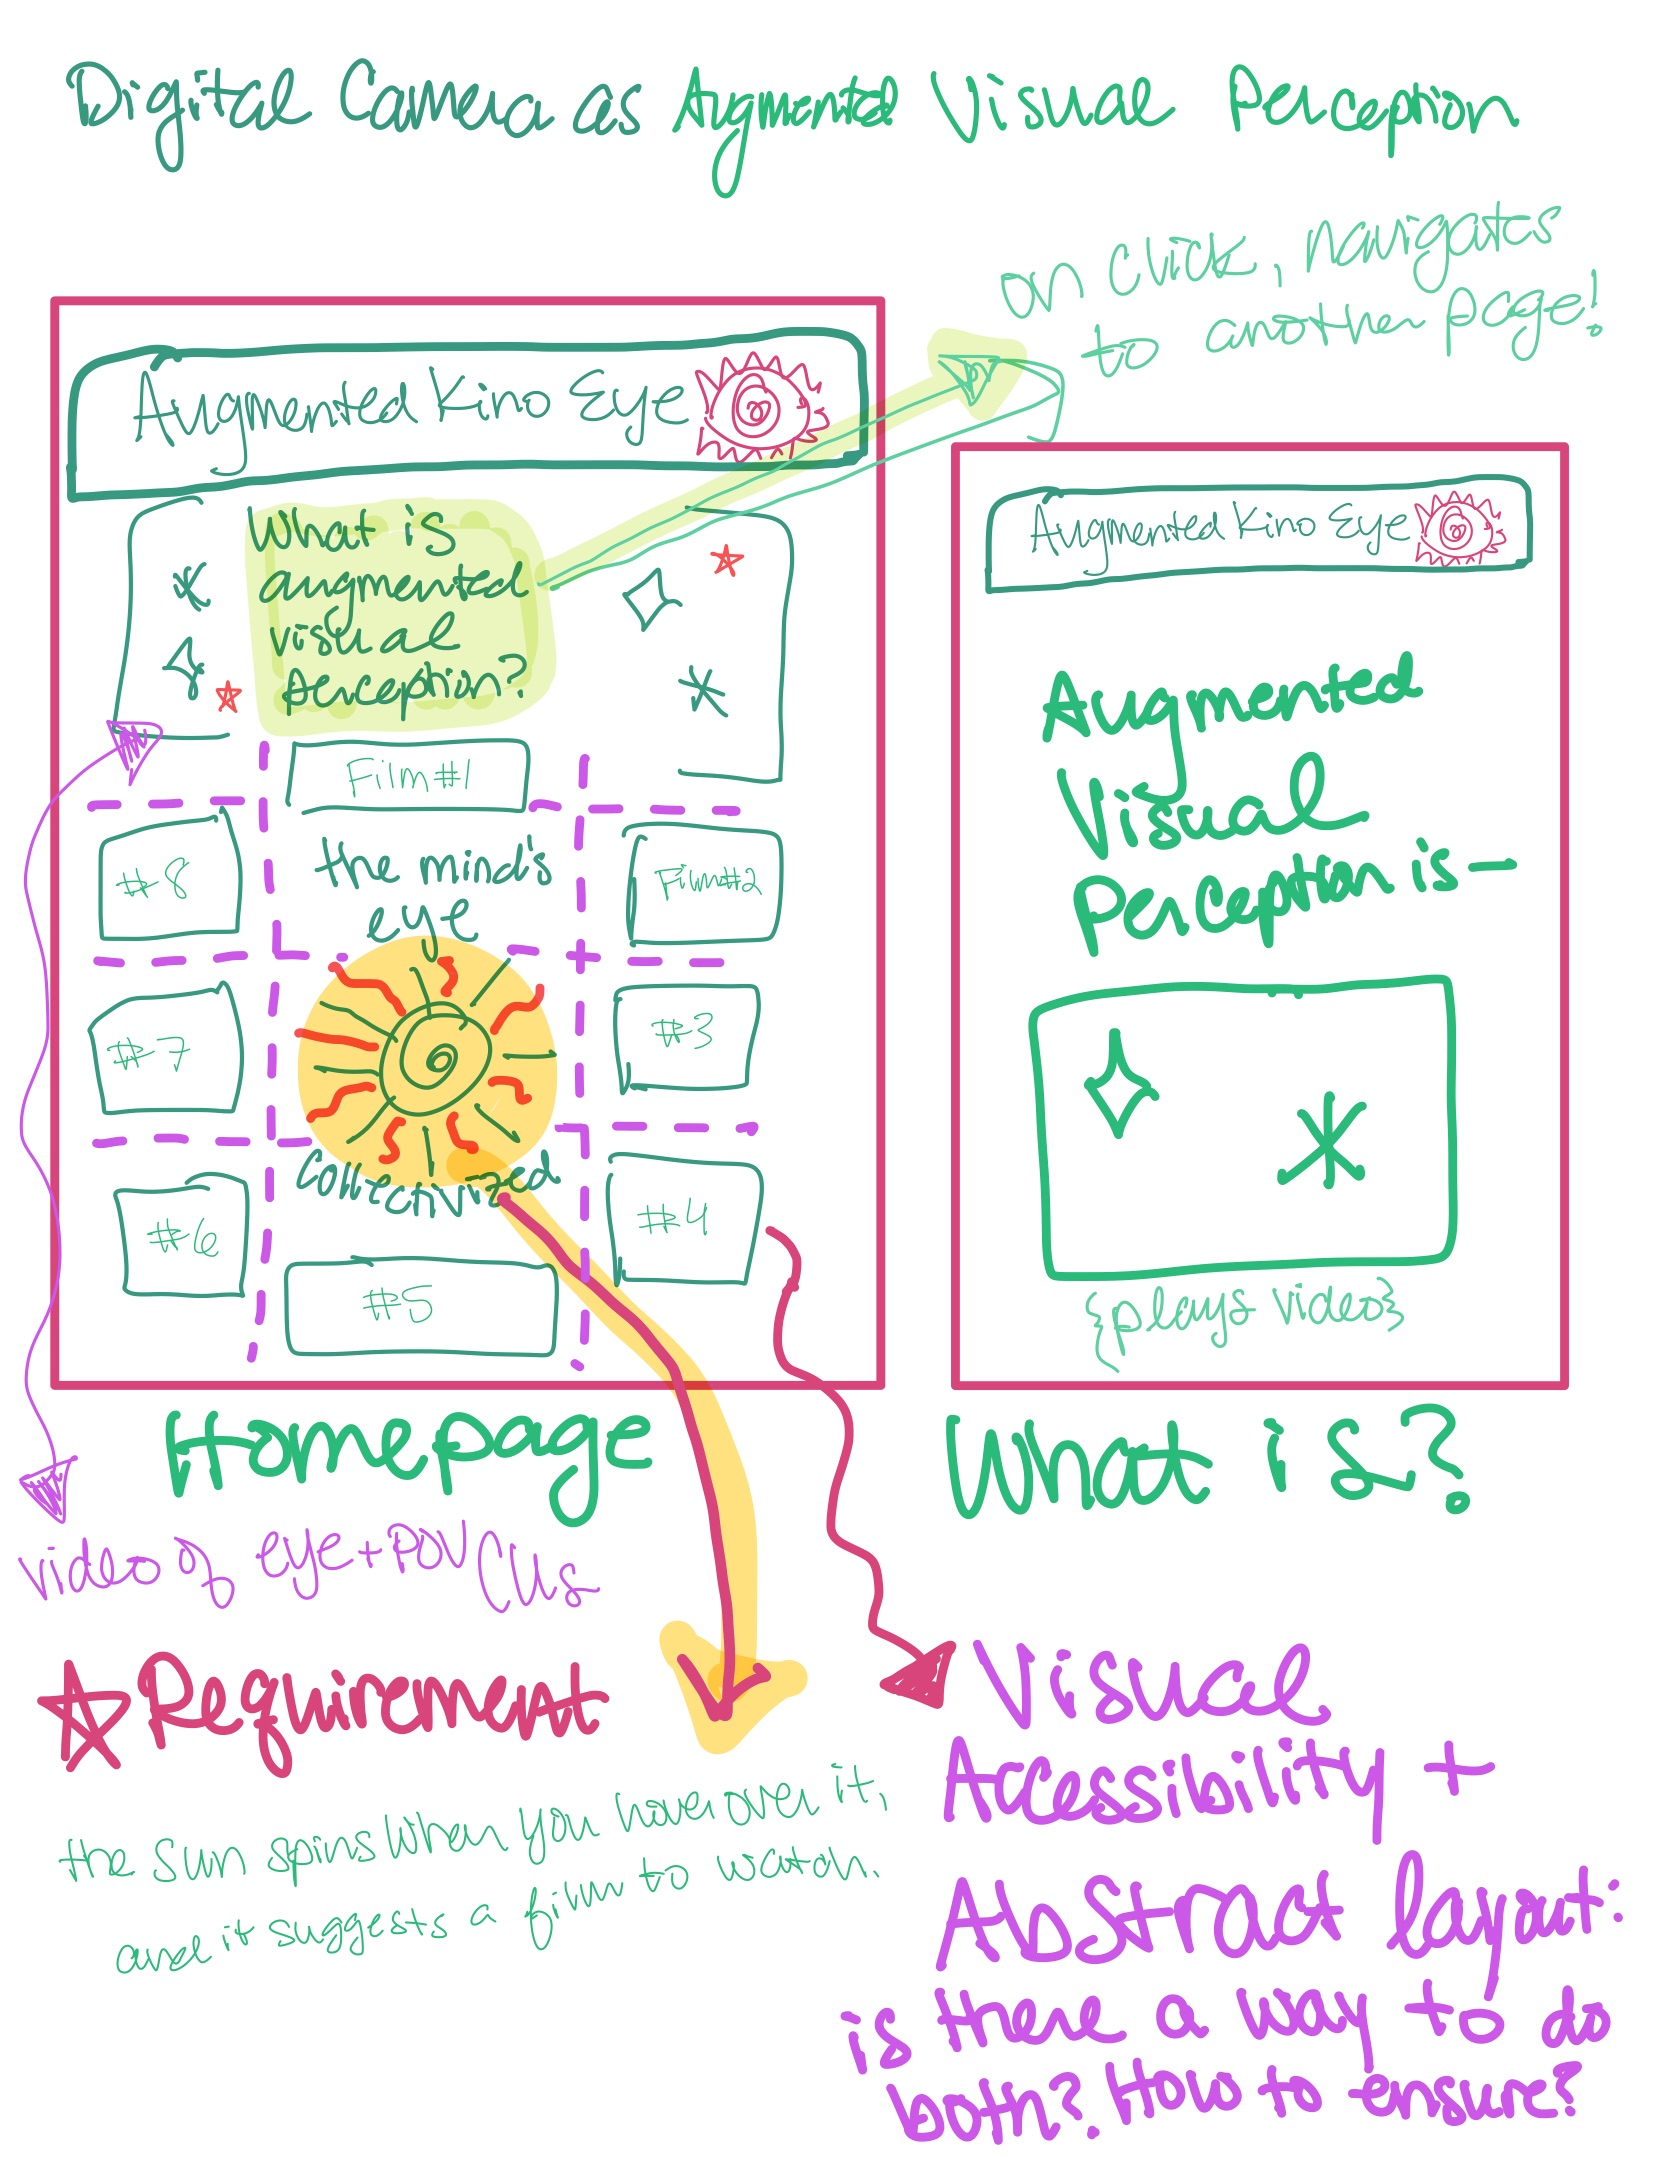 Digital Camera as Augmented Visual Perception
on click, navigates
to another page!
Augmented Kino Eye
What is
augmented
visual
perception?
Film #1
#8
the mind's
eye
Film #2
#7
#3
collectivized
#6
#4
#5
Homepage
video of eye + POV CUs
Requirement
the sun spins when you hover over it,
and it suggests a film to watch.
Augmented Kino Eye
Augmented
Visual
Perception is -
{plays video}
What is?
Visual
Accessibility +
Abstract layout:
is there a way to do
both? How to ensure?